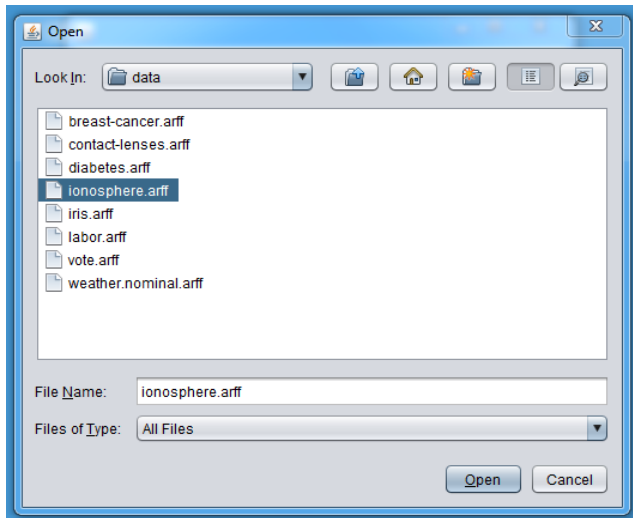 Open
Look In: data
breast-cancer.arff
contact-lenses.arff
diabetes.arff
ionosphere.arff
iris.arff
labor.arff
vote.arff
weather.nominal.arff
File Name: ionosphere.arff
Files of Type: All Files
Open Cancel